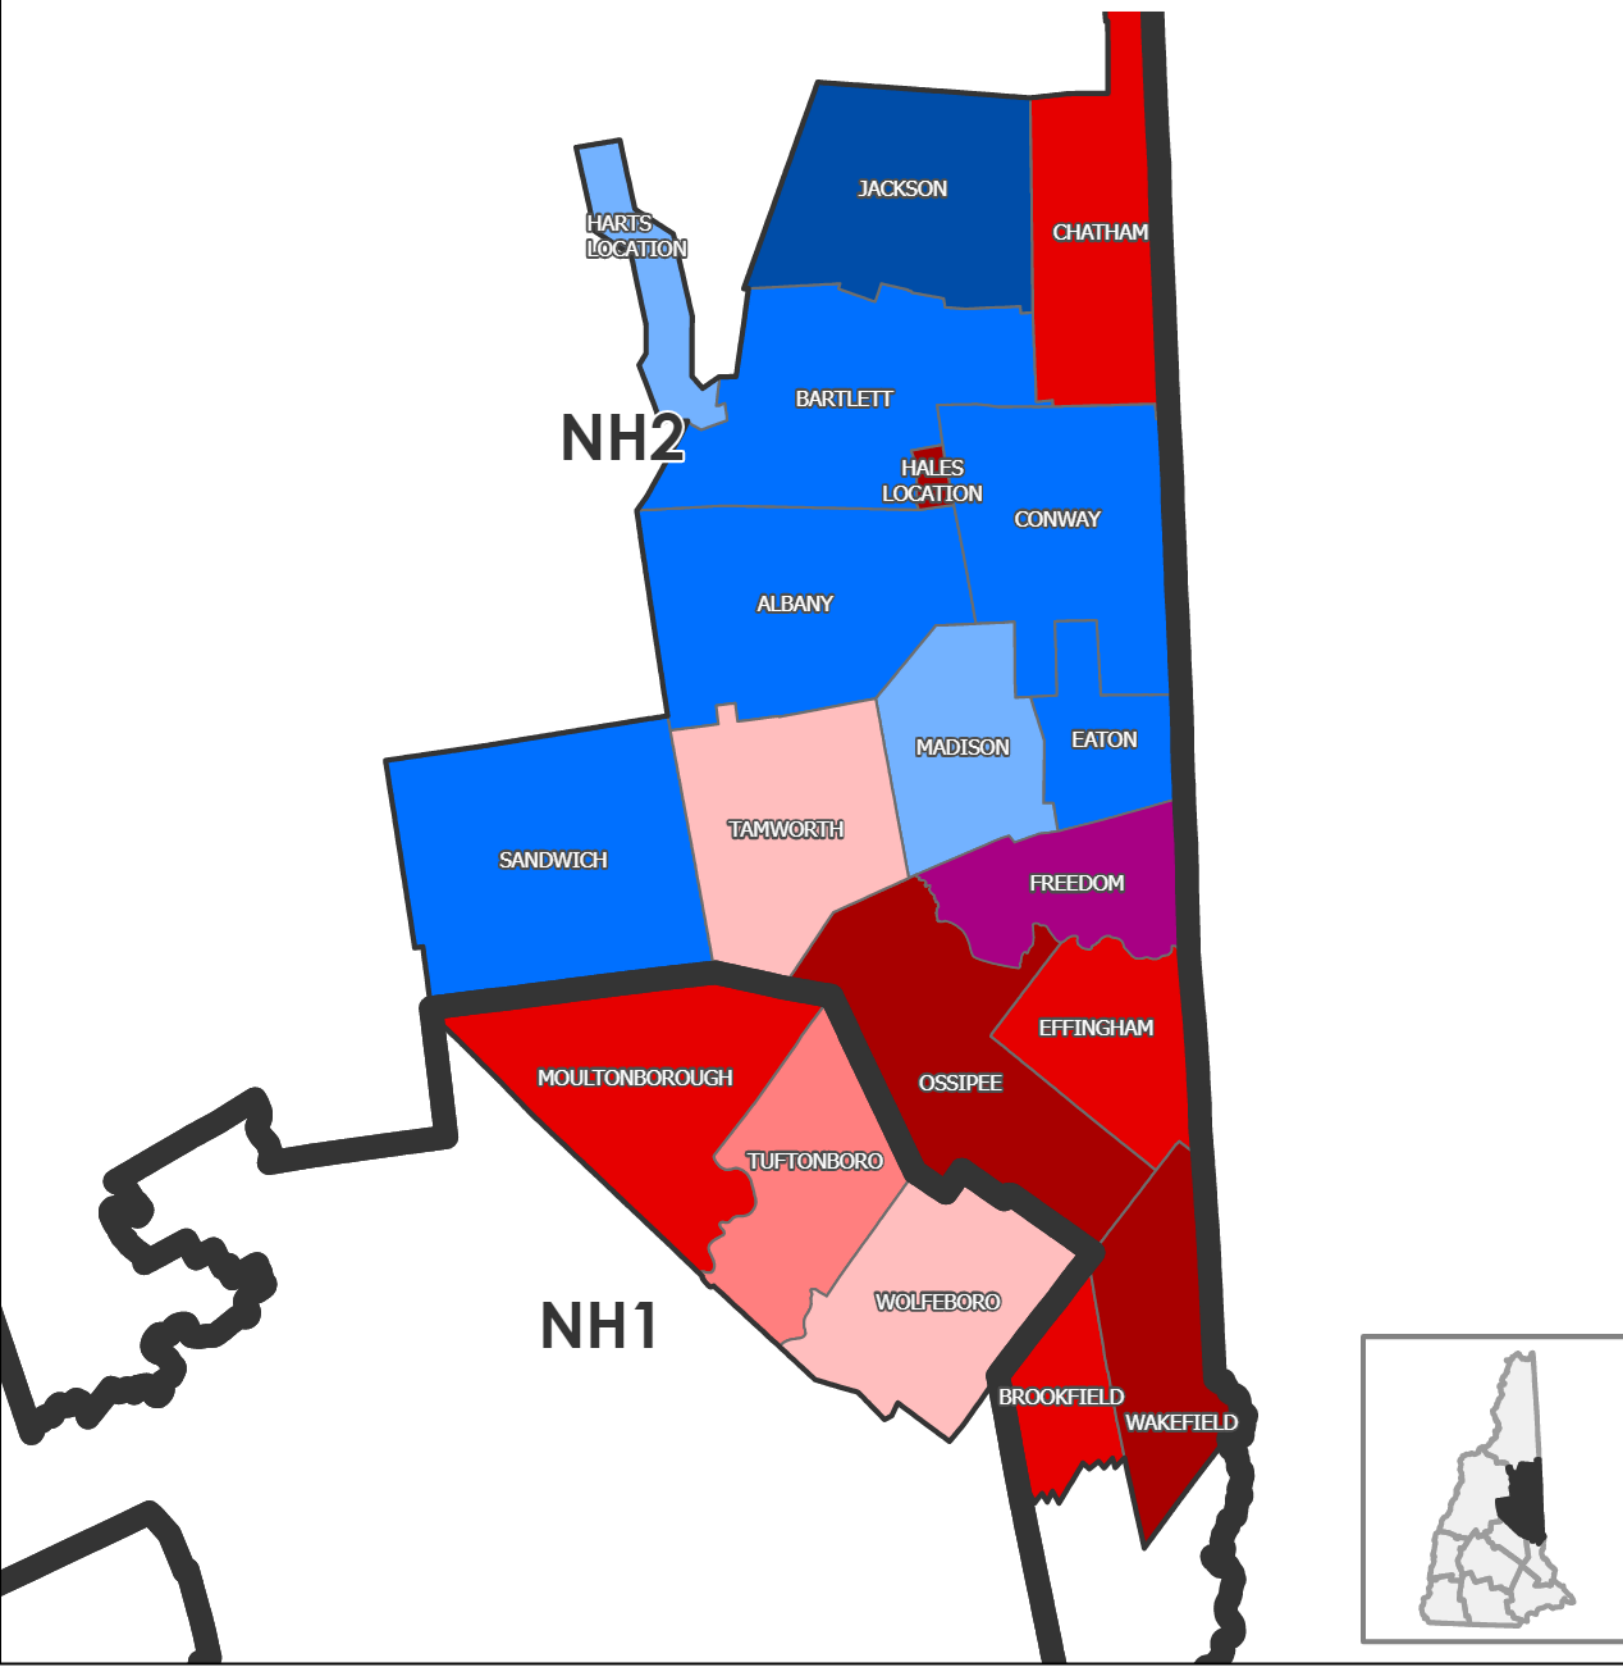 JACKSON
HARTS
LOCATION
CHATHAM
BARTLETT
NH2
HALES
LOCATION
CONWAY
ALBANY
MADISON
EATON
TAMWORTH
SANDWICH
FREEDOM
EFFINGHAM
MOULTONBOROUGH
OSSIPEE
TUFTONBORO
WOLFEBORO
NH1
BROOKFIELD
WAKEFIELD